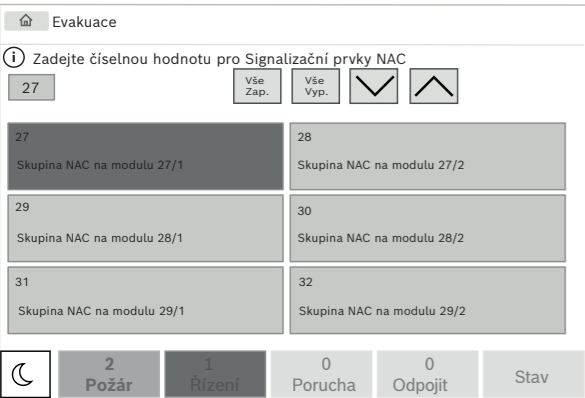 Evakuace
Zadejte číselnou hodnotu pro Signalizační prvky NAC
27
Vše
Zap.
Vše
Vyp.
27
Skupina NAC na modulu 27/1
28
Skupina NAC na modulu 27/2
29
Skupina NAC na modulu 28/1
30
Skupina NAC na modulu 28/2
31
Skupina NAC na modulu 29/1
32
Skupina NAC na modulu 29/2
2
Požár
1
Řízení
0
Porucha
0
Odpojit
Stav